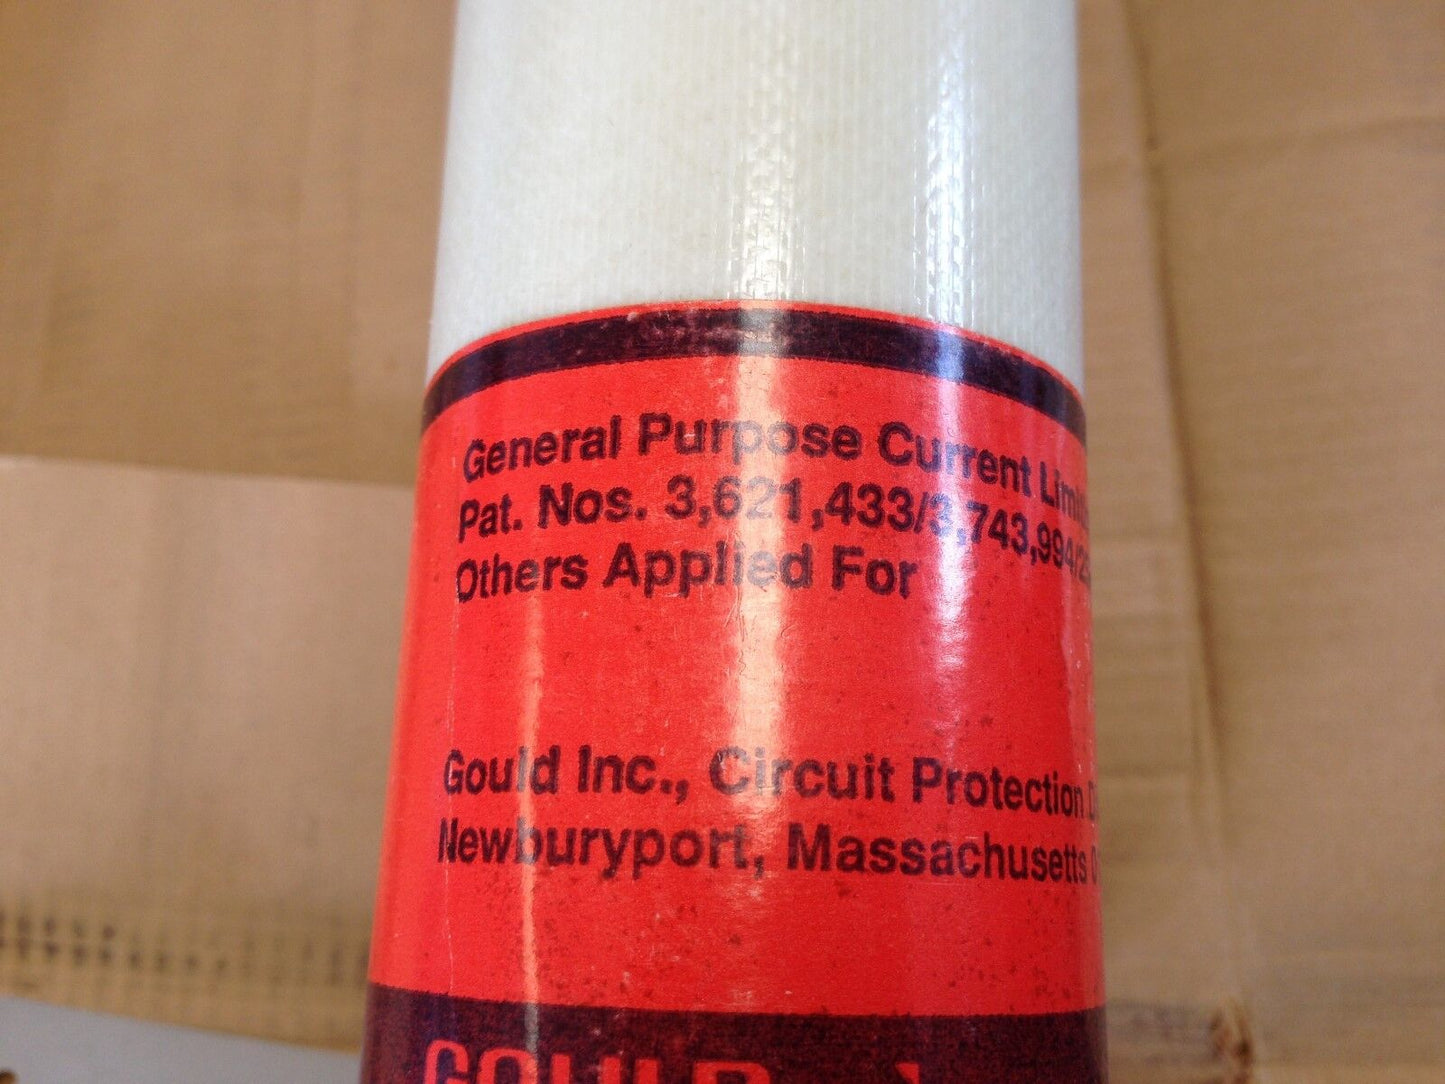 General Purpose Current
Pat. Nos. 3,621,433/3,743,994/
Others Applied For
Gould Inc., Circuit Protection
Newburyport, Massachusetts
GOULD